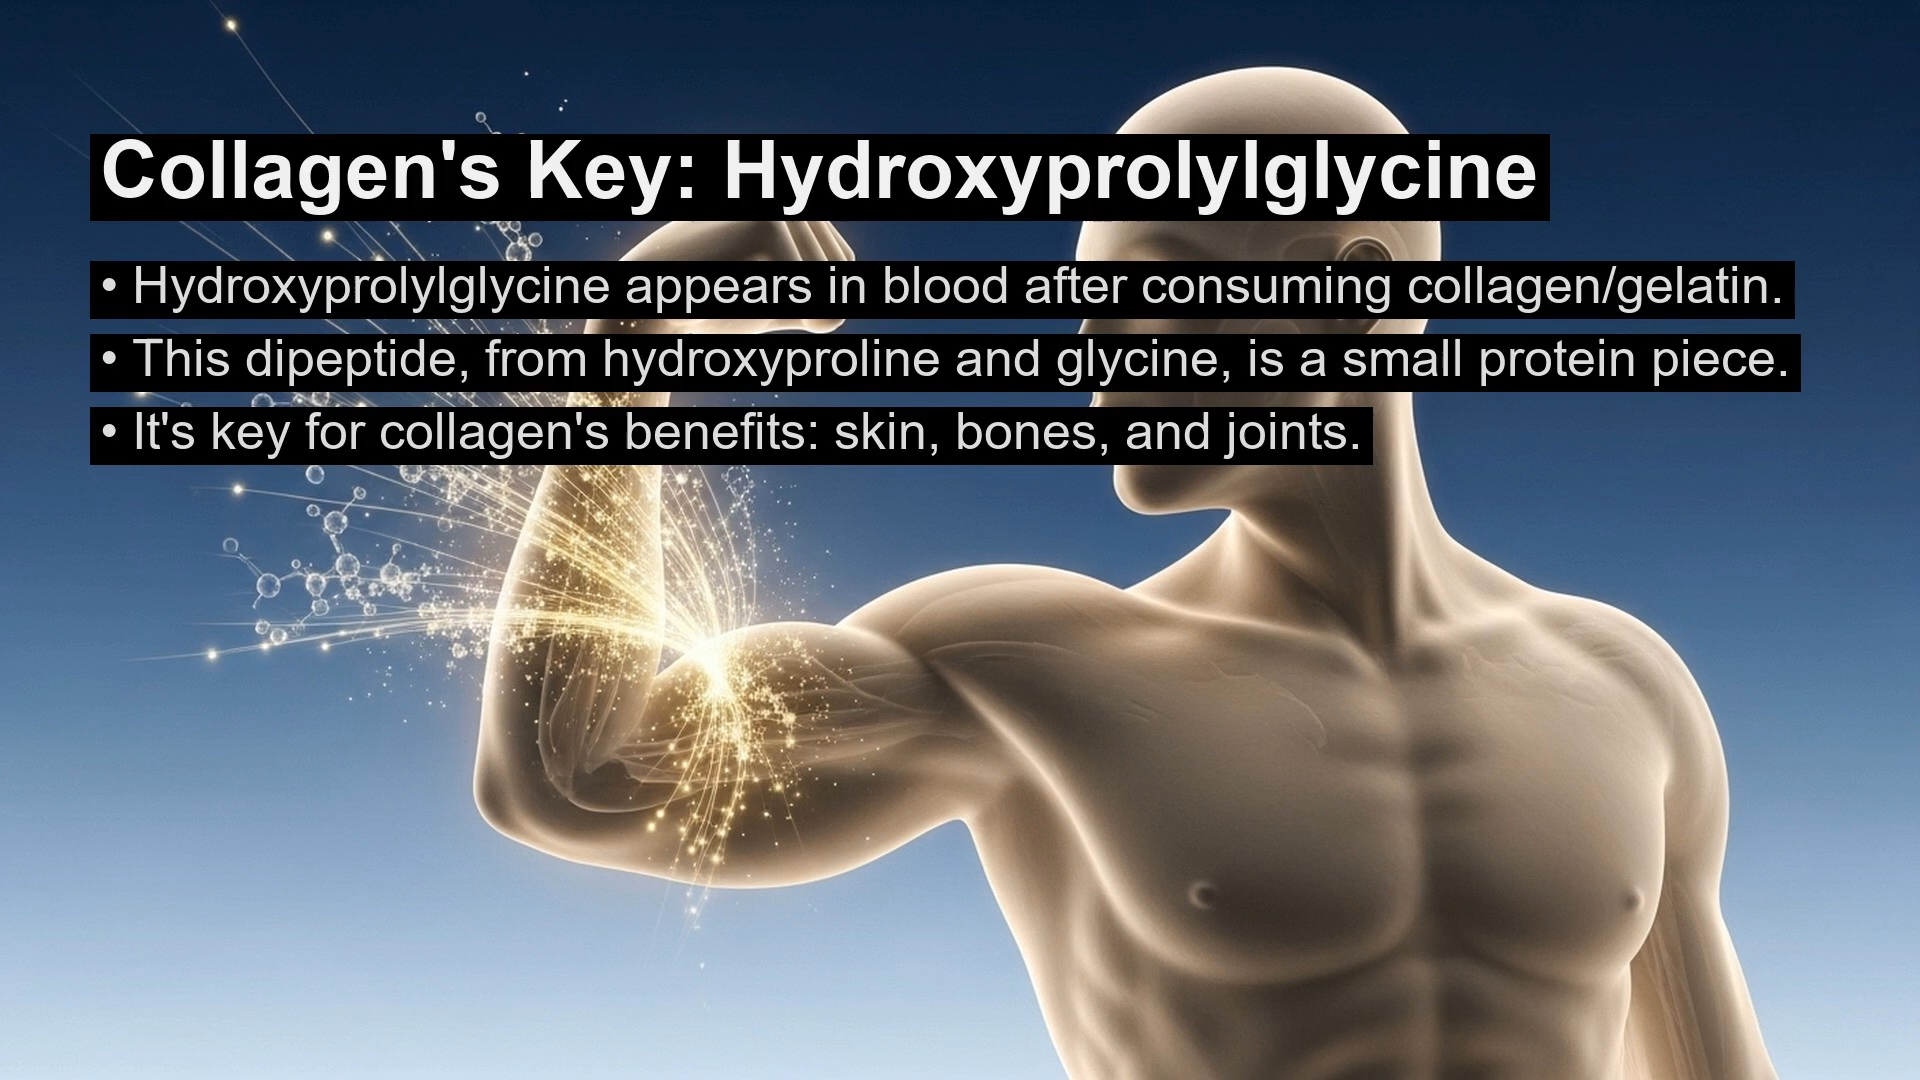 Collagen's Key: Hydroxyprolylglycine
• Hydroxyprolylglycine appears in blood after consuming collagen/gelatin.
• This dipeptide, from hydroxyproline and glycine, is a small protein piece.
• It's key for collagen's benefits: skin, bones, and joints.